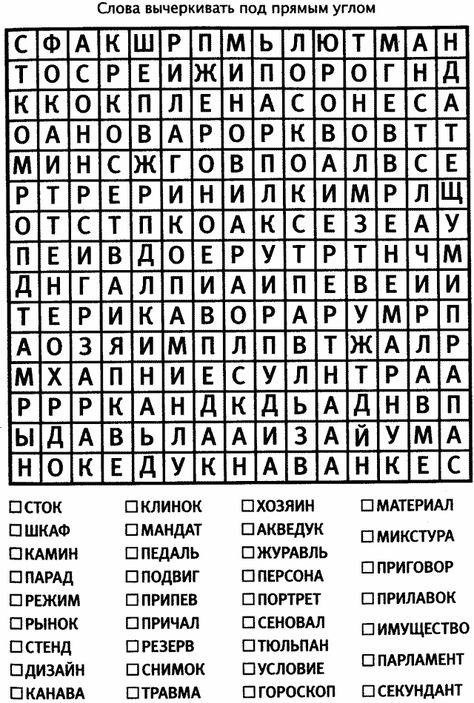 Слова вычеркивать под прямым углом
С Ф А К Ш Р П М Ь Л Ю Т М А Н
Т О С Р Е И Ж И П О Р О Г Н Д
К К О К П Л Е Н А С О Н Е С А
О А Н О В А Р О Р К В О В Т Т
М И Н С Ж Г О В П О А Л В С Е
Р Т Р Е Р И Н И Л К И М Р Л Щ
О Т С Т П К О А К С Е З Е А У
П Е И В Д О Е Р У Т Р Т Н Ч М
Д Н Г А Л П И А И П Е В Е И И
Т Е Р И К А В О Р А Р У М Р П
А О З Я И М П Л П В Т Ж А Л Р
М Х А П Н И Е С У Л Н Т Р А А
Р Р Р К А Н Д К Д Ь А Д Н В П
Ы Д А В Ь Л А А И З А Й У М А
Н О К Е Д У К Н А В А Н К Е С
СТОК
ШКАФ
КАМИН
ПАРАД
РЕЖИМ
РЫНОК
СТЕНД
ДИЗАЙН
КАНАВА
КЛИНОК
МАНДАТ
ПЕДАЛЬ
ПОДВИГ
ПРИПЕВ
ПРИЧАЛ
РЕЗЕРВ
СНИМОК
ТРАВМА
ХОЗЯИН
АКВЕДУК
ЖУРАВЛЬ
ПЕРСОНА
ПОРТРЕТ
СЕНОВАЛ
ТЮЛЬПАН
УСЛОВИЕ
ГОРОСКОП
МАТЕРИАЛ
МИКСТУРА
ПРИГОВОР
ПРИЛАВОК
ИМУЩЕСТВО
ПАРЛАМЕНТ
СЕКУНДАНТ